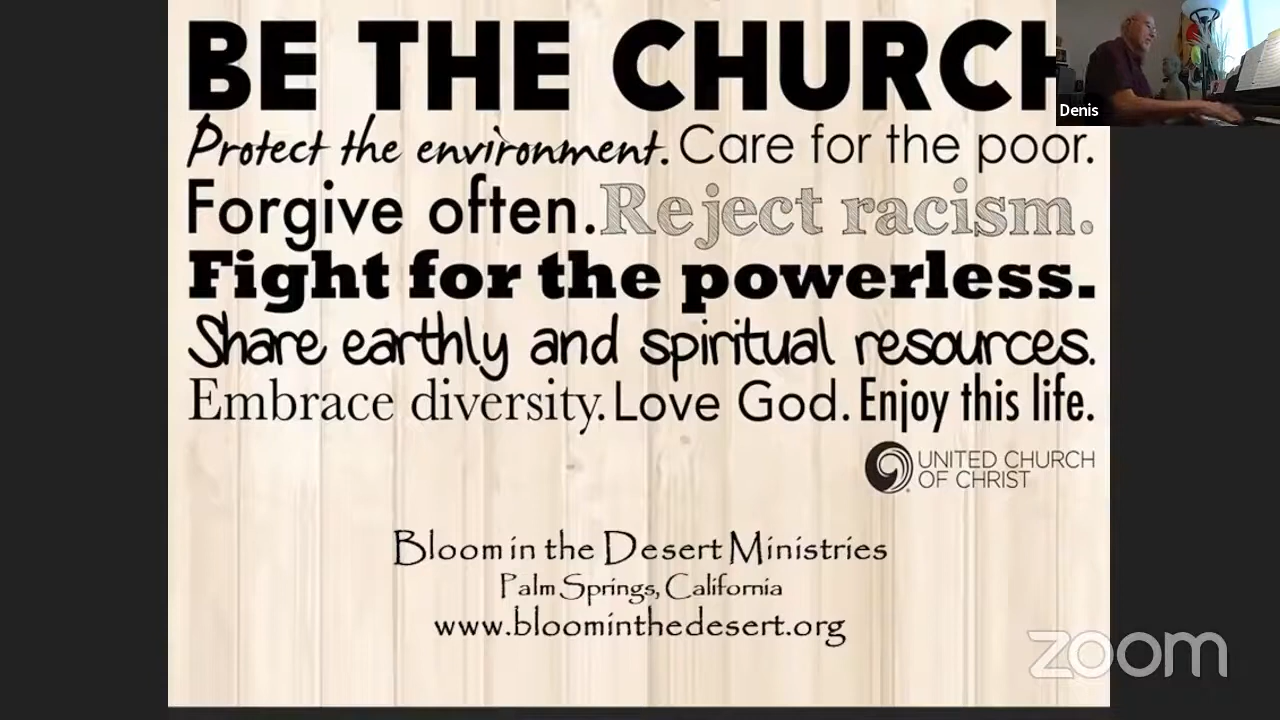 BE THE CHURCH
Denis
Protect the environment. Care for the poor.
Forgive often. Reject racism.
Fight for the powerless.
Share earthly and spiritual resources.
Embrace diversity. Love God. Enjoy this life.
UNITED CHURCH
OF CHRIST
Bloom in the Desert Ministries
Palm Springs, California
www.bloominthedesert.org
zoom